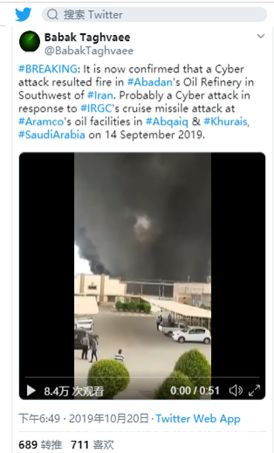 搜索 Twitter
Babak Taghvaee
@BabakTaghvaee
#BREAKING: It is now confirmed that a Cyber
attack resulted fire in #Abadan's Oil Refinery in
Southwest of #Iran. Probably a Cyber attack in
response to #IRGC's cruise missile attack at
#Aramco's oil facilities in #Abqaiq & #Khurais,
#SaudiArabia on 14 September 2019.
8.4万 次观看
0:00 / 0:51
下午6:49 · 2019年10月20日 · Twitter Web App
689 转推 711 喜欢